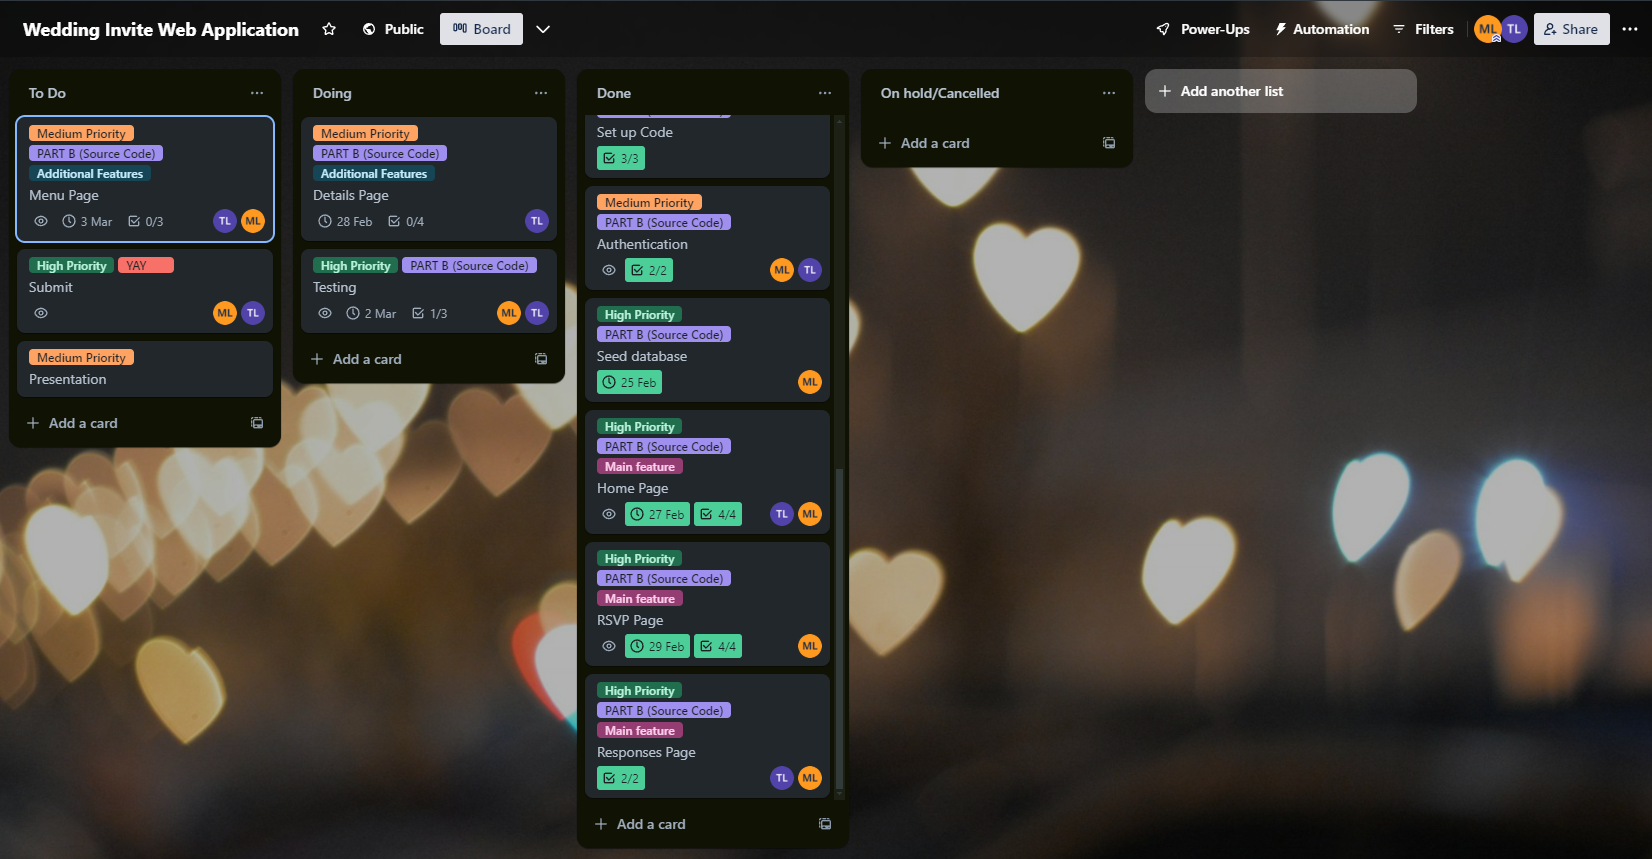 Wedding Invite Web Application
Public
Board
Power-Ups
Automation
Filters
ML
TL
Share
To Do
Medium Priority
PART B (Source Code)
Additional Features
Menu Page
3 Mar
0/3
TL
ML
High Priority
YAY
Submit
ML
TL
Medium Priority
Presentation
Add a card
Doing
Medium Priority
PART B (Source Code)
Additional Features
Details Page
28 Feb
0/4
TL
High Priority
PART B (Source Code)
Testing
2 Mar
1/3
ML
TL
Add a card
Done
Set up Code
3/3
Medium Priority
PART B (Source Code)
Authentication
2/2
ML
TL
High Priority
PART B (Source Code)
Seed database
25 Feb
ML
High Priority
PART B (Source Code)
Main feature
Home Page
27 Feb
4/4
TL
ML
High Priority
PART B (Source Code)
Main feature
RSVP Page
29 Feb
4/4
ML
High Priority
PART B (Source Code)
Main feature
Responses Page
2/2
TL
ML
Add a card
On hold/Cancelled
Add a card
Add another list